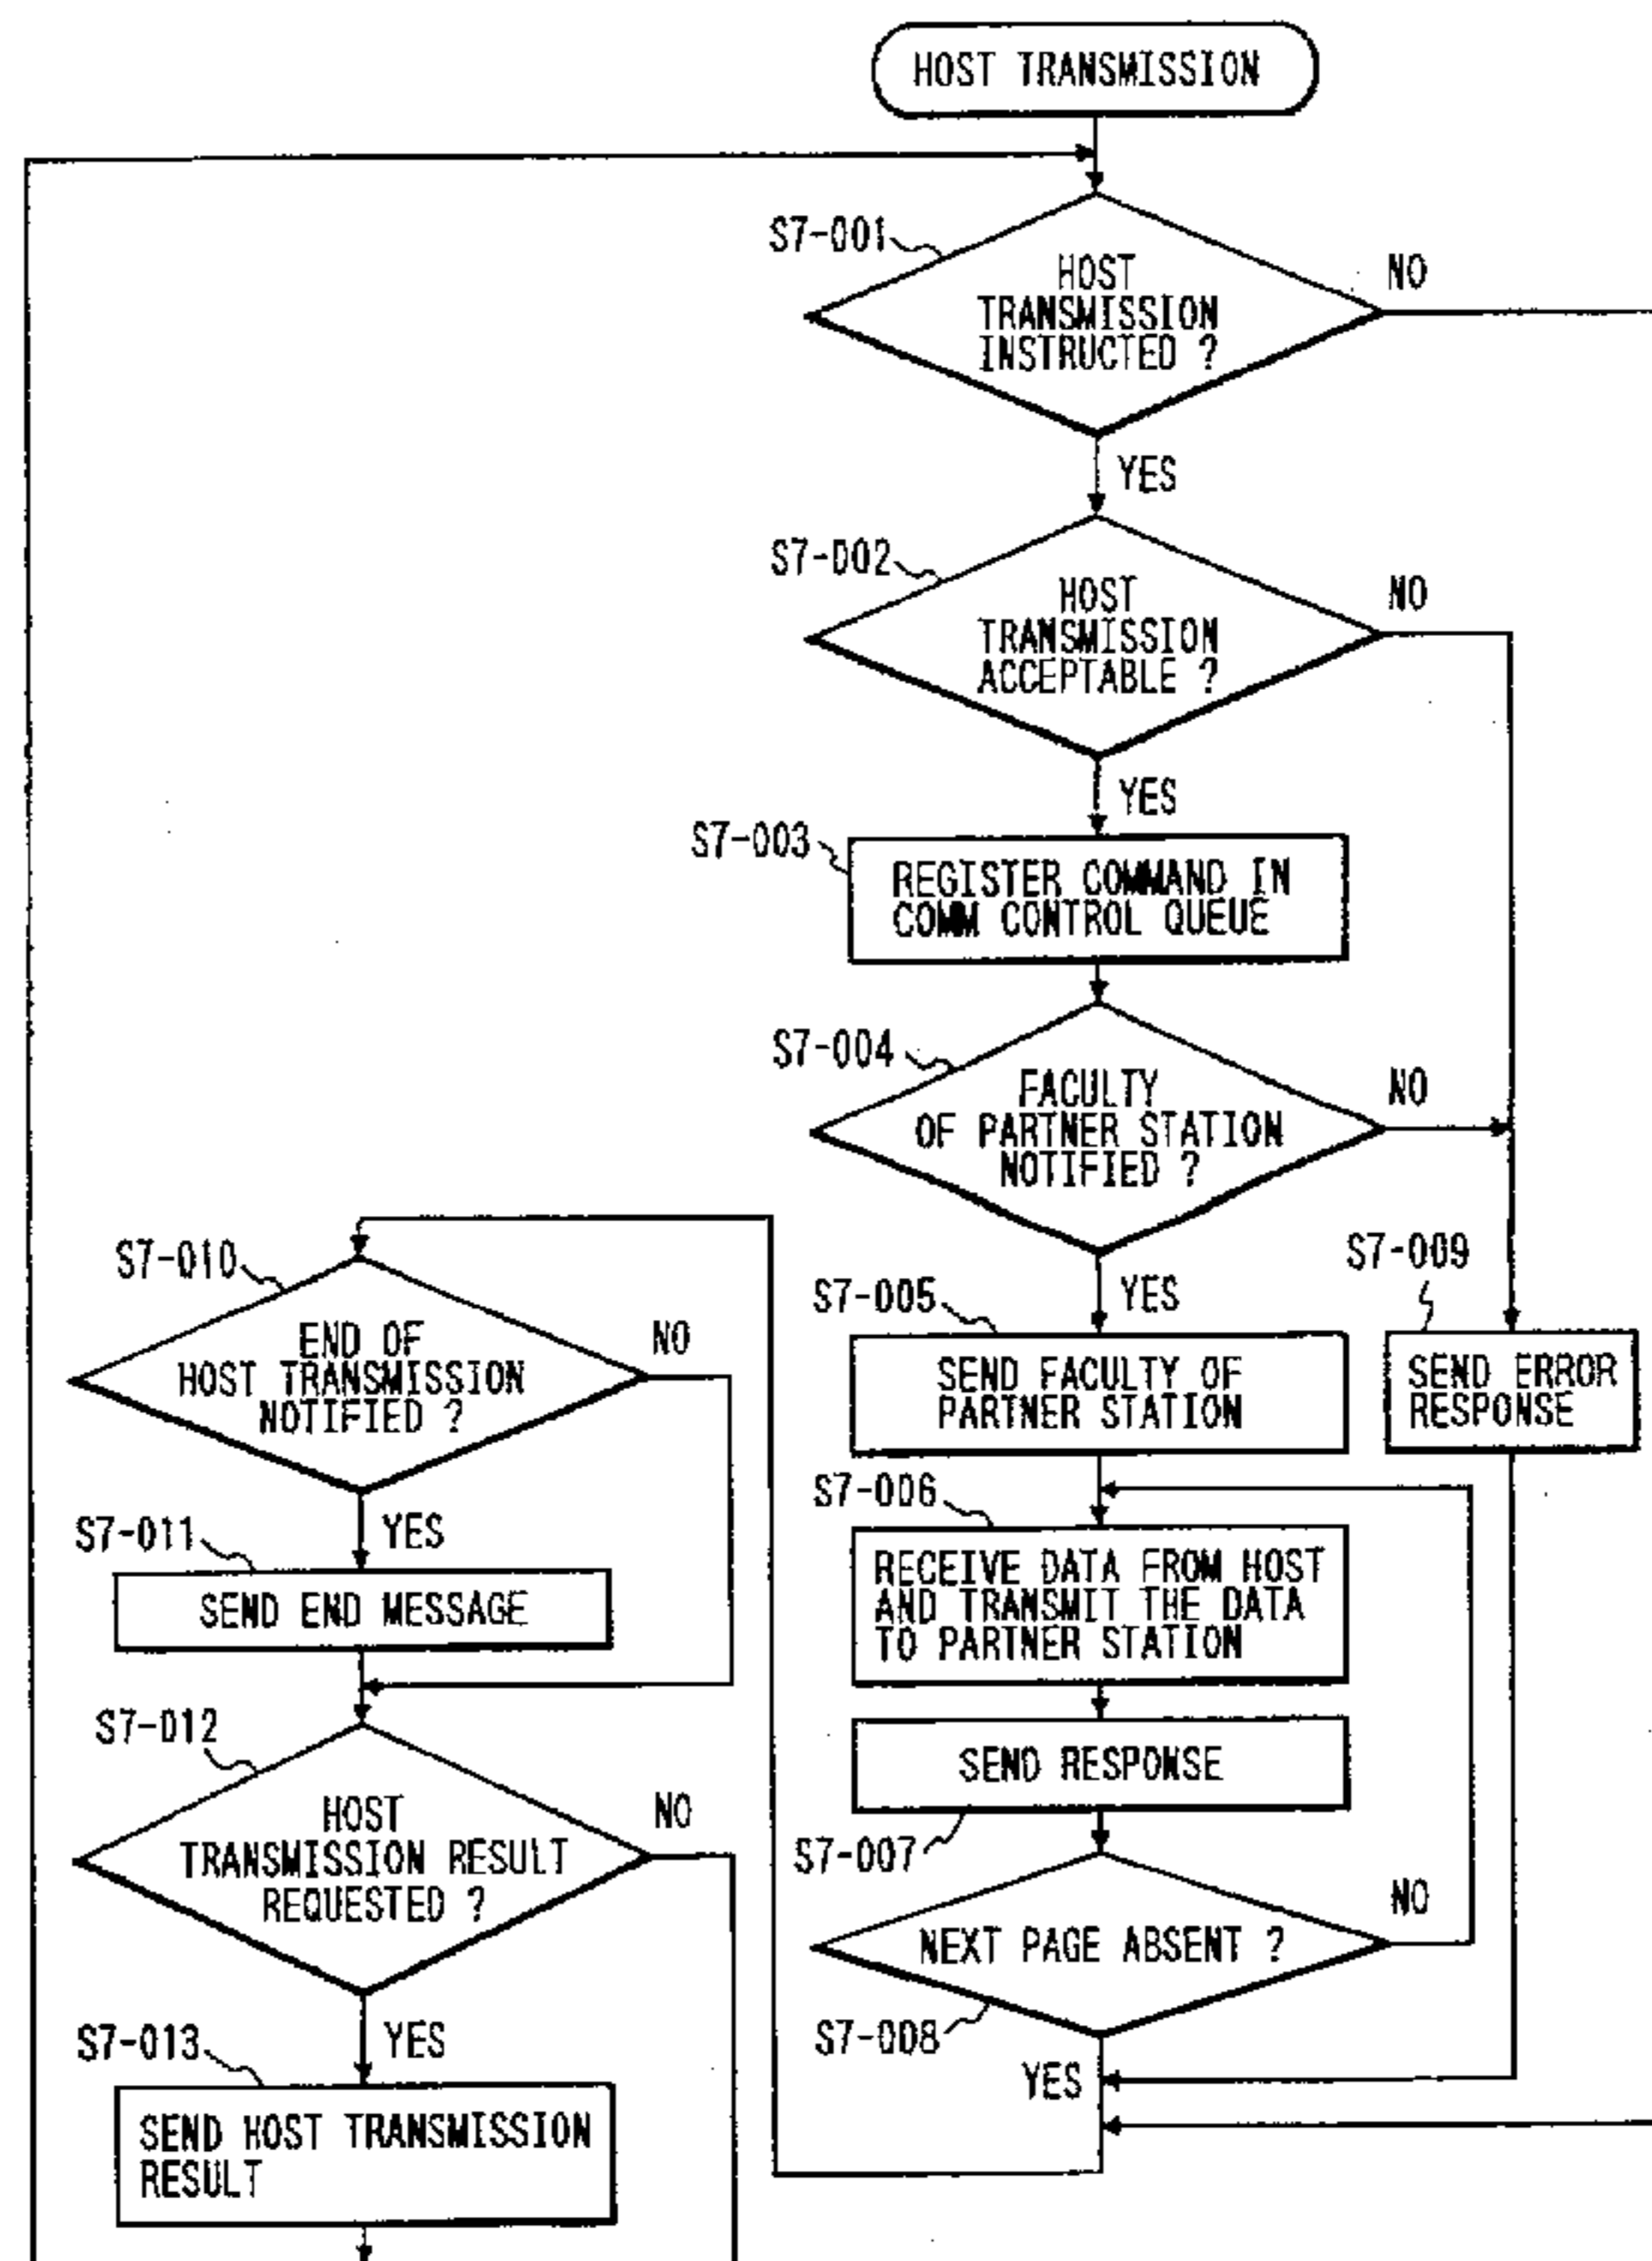 HOST TRANSMISSION
S7-001
HOST
TRANSMISSION
INSTRUCTED ?
NO
YES
S7-002
HOST
TRANSMISSION
ACCEPTABLE ?
NO
YES
S7-003
REGISTER COMMAND IN
COMM CONTROL QUEUE
S7-004
FACULTY
OF PARTNER STATION
NOTIFIED ?
NO
YES
S7-005
SEND FACULTY OF
PARTNER STATION
S7-009
SEND ERROR
RESPONSE
S7-006
RECEIVE DATA FROM HOST
AND TRANSMIT THE DATA
TO PARTNER STATION
SEND RESPONSE
S7-007
NEXT PAGE ABSENT ?
NO
S7-008
YES
S7-010
END OF
HOST TRANSMISSION
NOTIFIED ?
NO
YES
S7-011
SEND END MESSAGE
S7-012
HOST
TRANSMISSION RESULT
REQUESTED ?
NO
YES
S7-013
SEND HOST TRANSMISSION
RESULT